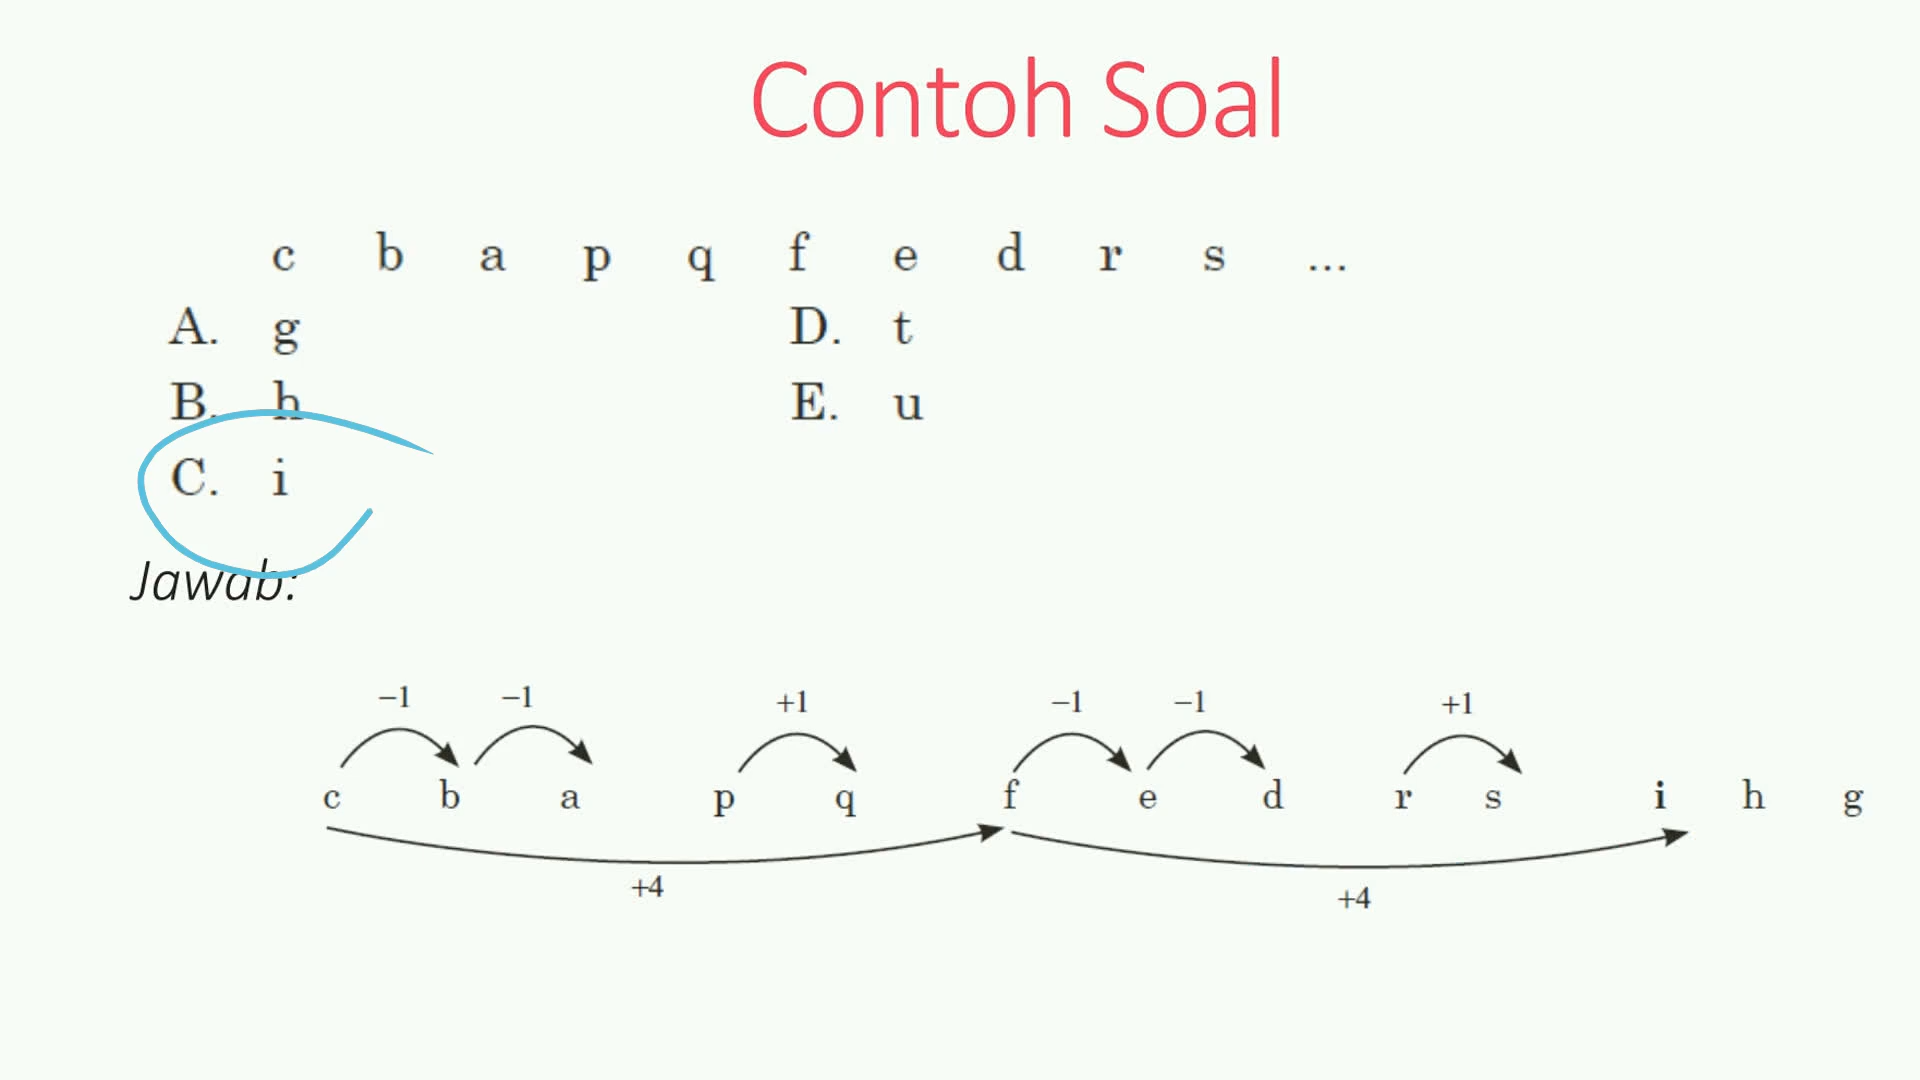 Contoh Soal
c b a p q f e d r s ...
A. g D. t
B. h E. u
C. i
Jawab:
−1 −1 +1 −1 −1 +1
c b a p q f e d r s i h g
+4 +4